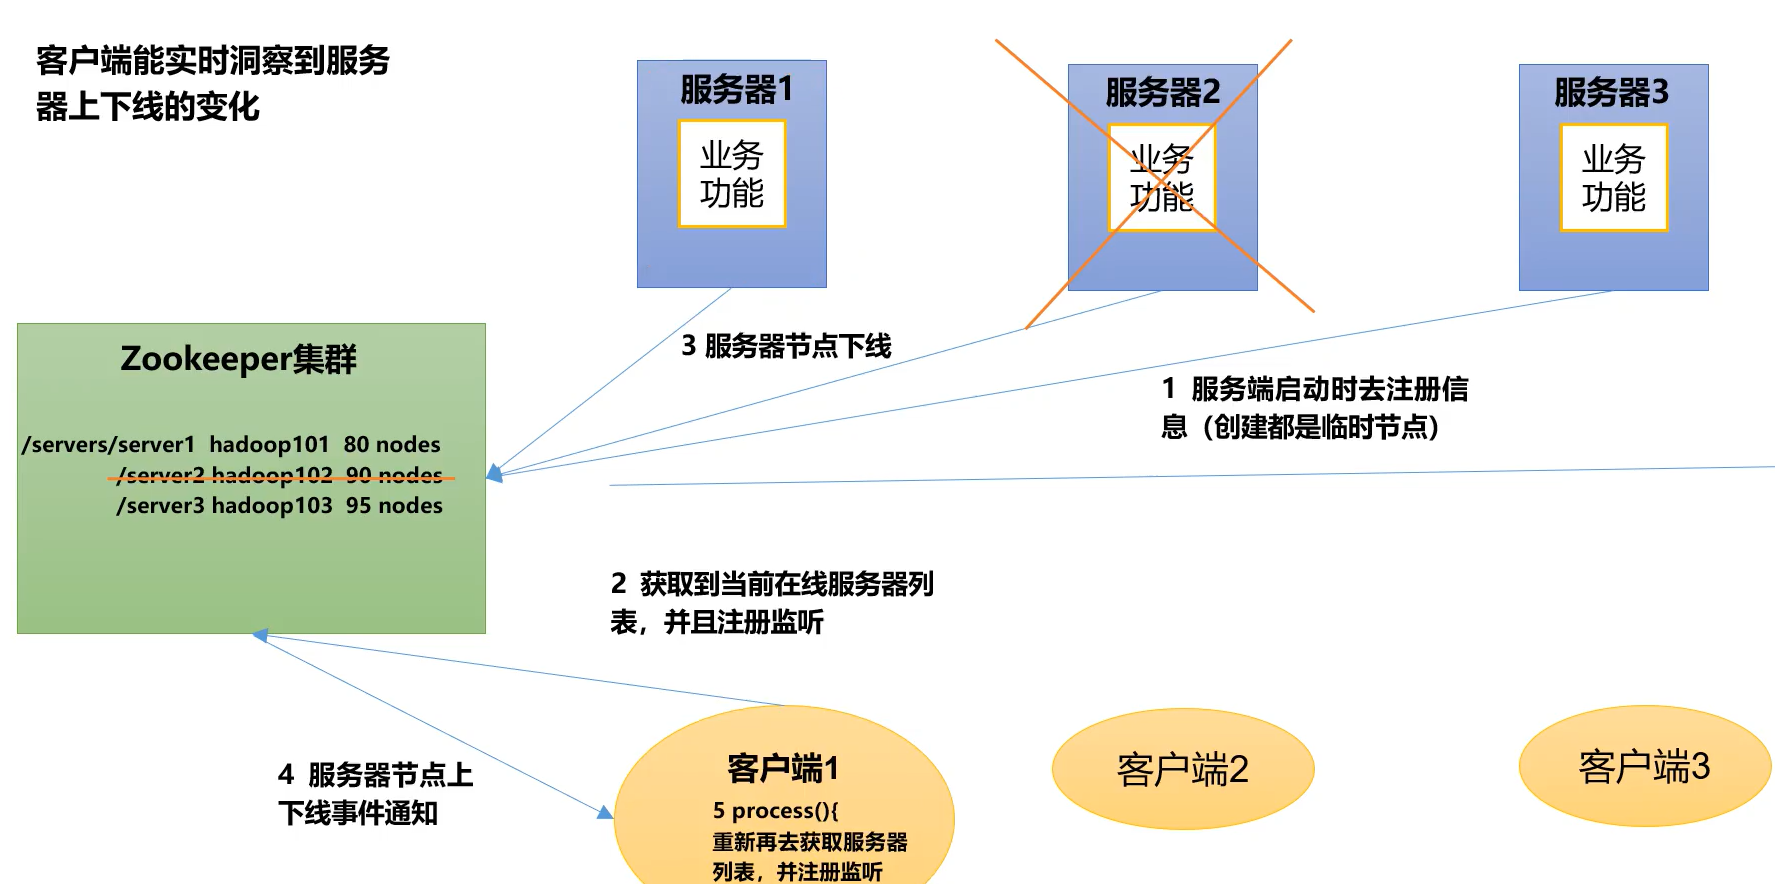 客户端能实时洞察到服务
器上下线的变化
服务器1
业务
功能
服务器2
业务
功能
服务器3
业务
功能
3 服务器节点下线
1 服务端启动时去注册信
息（创建都是临时节点）
Zookeeper集群
/servers/server1 hadoop101 80 nodes
/server2 hadoop102 90 nodes
/server3 hadoop103 95 nodes
2 获取到当前在线服务器列
表，并且注册监听
4 服务器节点上
下线事件通知
客户端1
5 process(){
重新再去获取服务器
列表，并注册监听
客户端2
客户端3